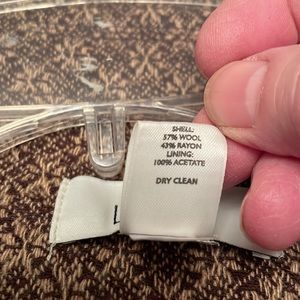 SHELL:
57% WOOL
43% RAYON
LINING:
100% ACETATE
DRY CLEAN